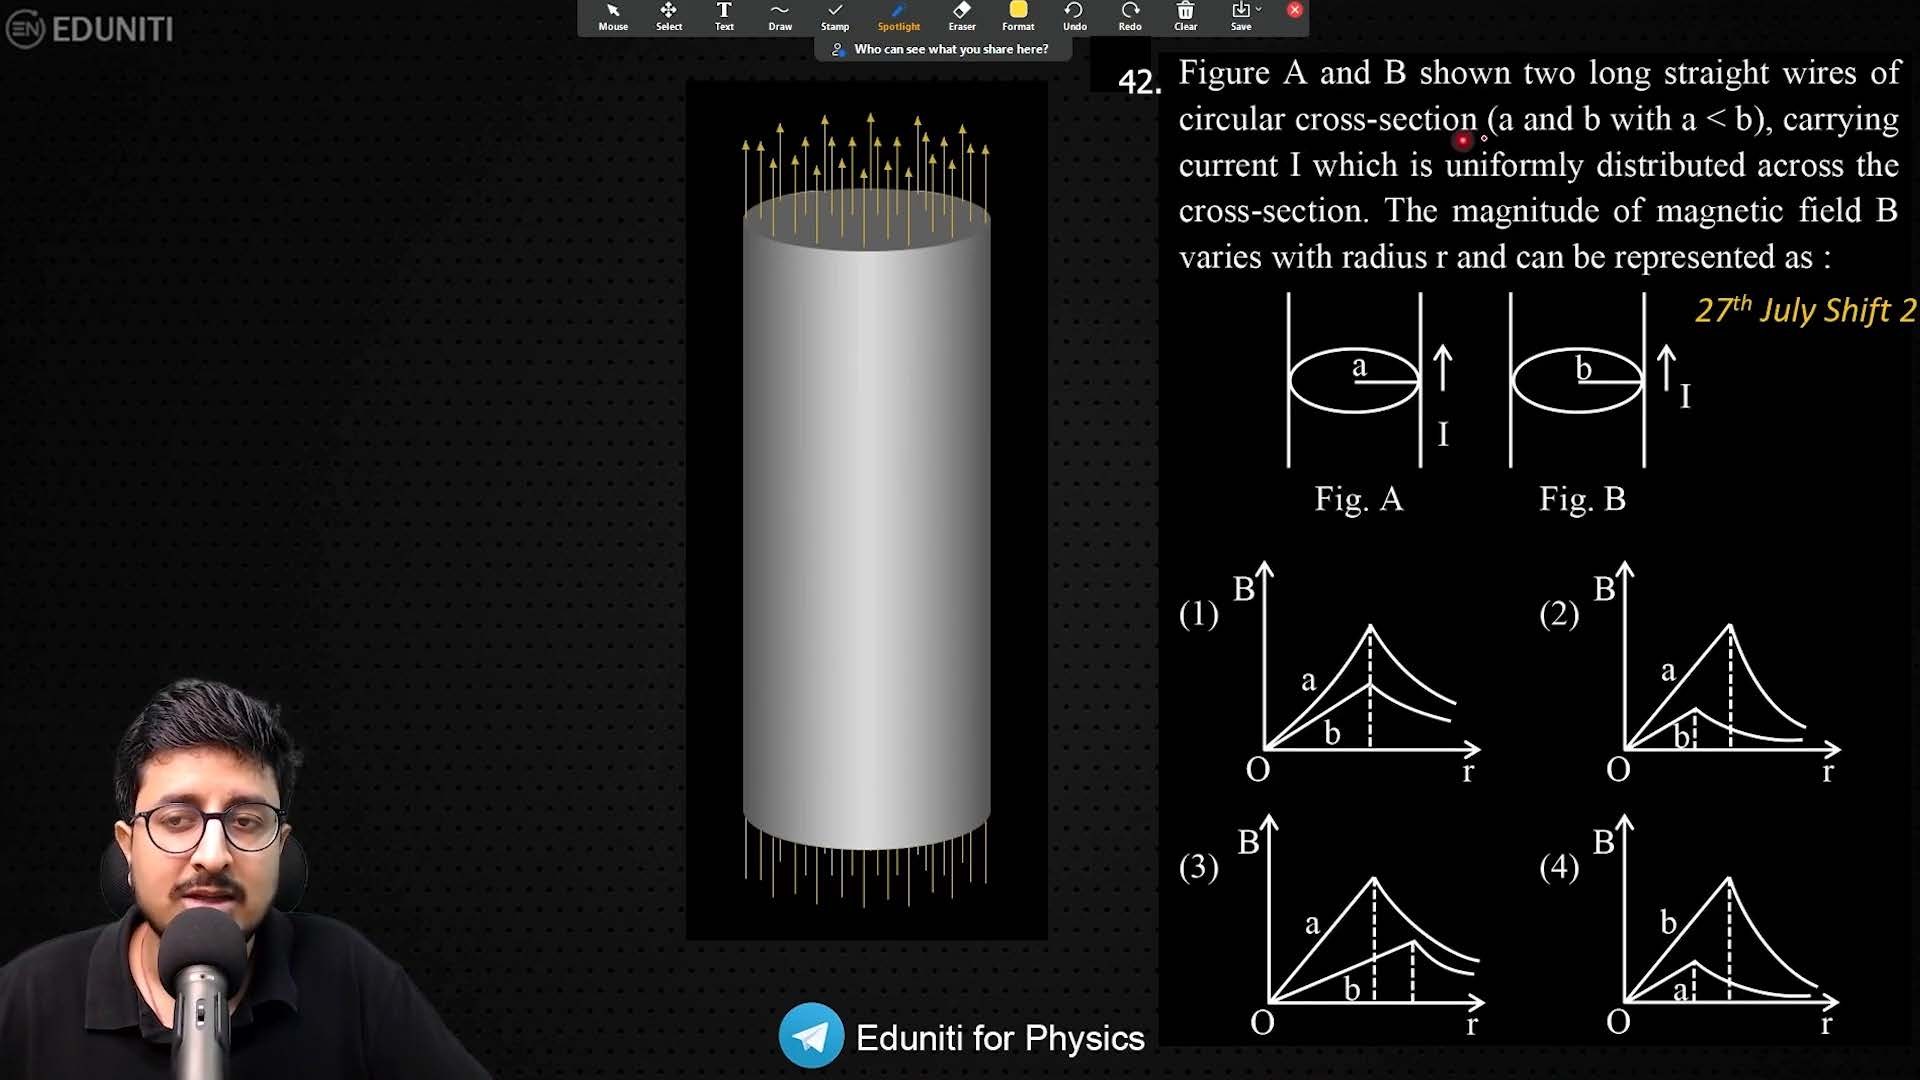 EN EDUNITI
Mouse
Select
Text
Draw
Stamp
Spotlight
Eraser
Format
Undo
Redo
Clear
Save
Who can see what you share here?
42. Figure A and B shown two long straight wires of
circular cross-section (a and b with a < b), carrying
current I which is uniformly distributed across the
cross-section. The magnitude of magnetic field B
varies with radius r and can be represented as :
27th July Shift 2
a
I
Fig. A
b
I
Fig. B
(1)
B
a
b
O
r
(2)
B
a
b
O
r
(3)
B
a
b
O
r
(4)
B
b
a
O
r
Eduniti for Physics